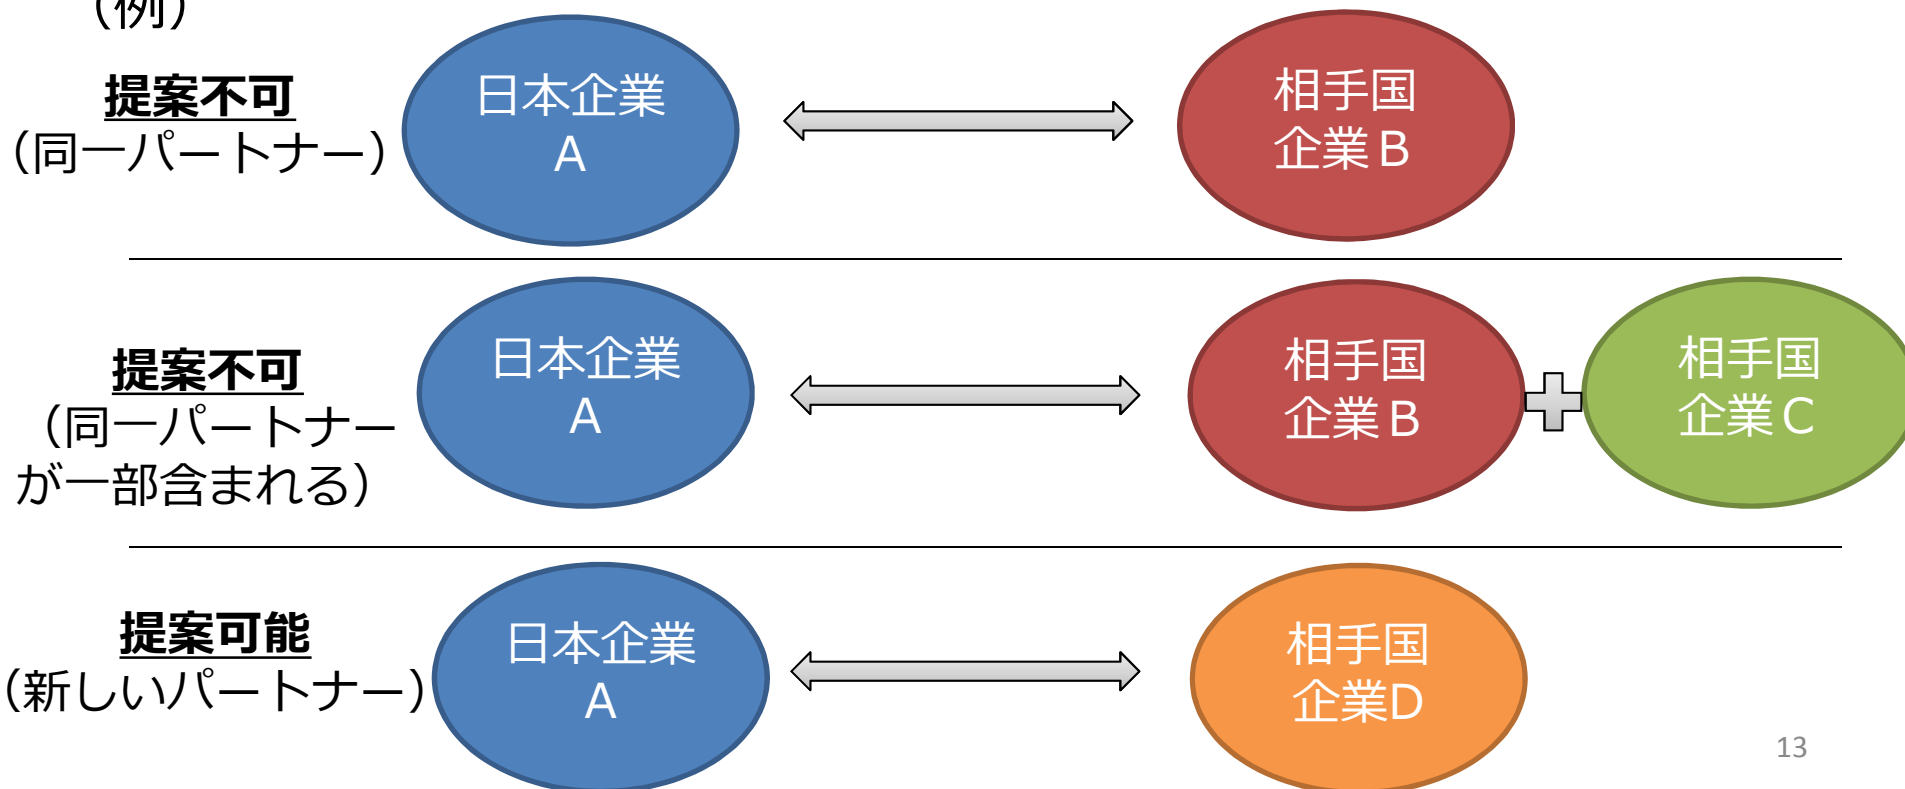 （例）
提案不可
（同一パートナー）
日本企業
A
相手国
企業B
提案不可
（同一パートナー
が一部含まれる）
日本企業
A
相手国
企業B
相手国
企業C
提案可能
（新しいパートナー）
日本企業
A
相手国
企業D
13